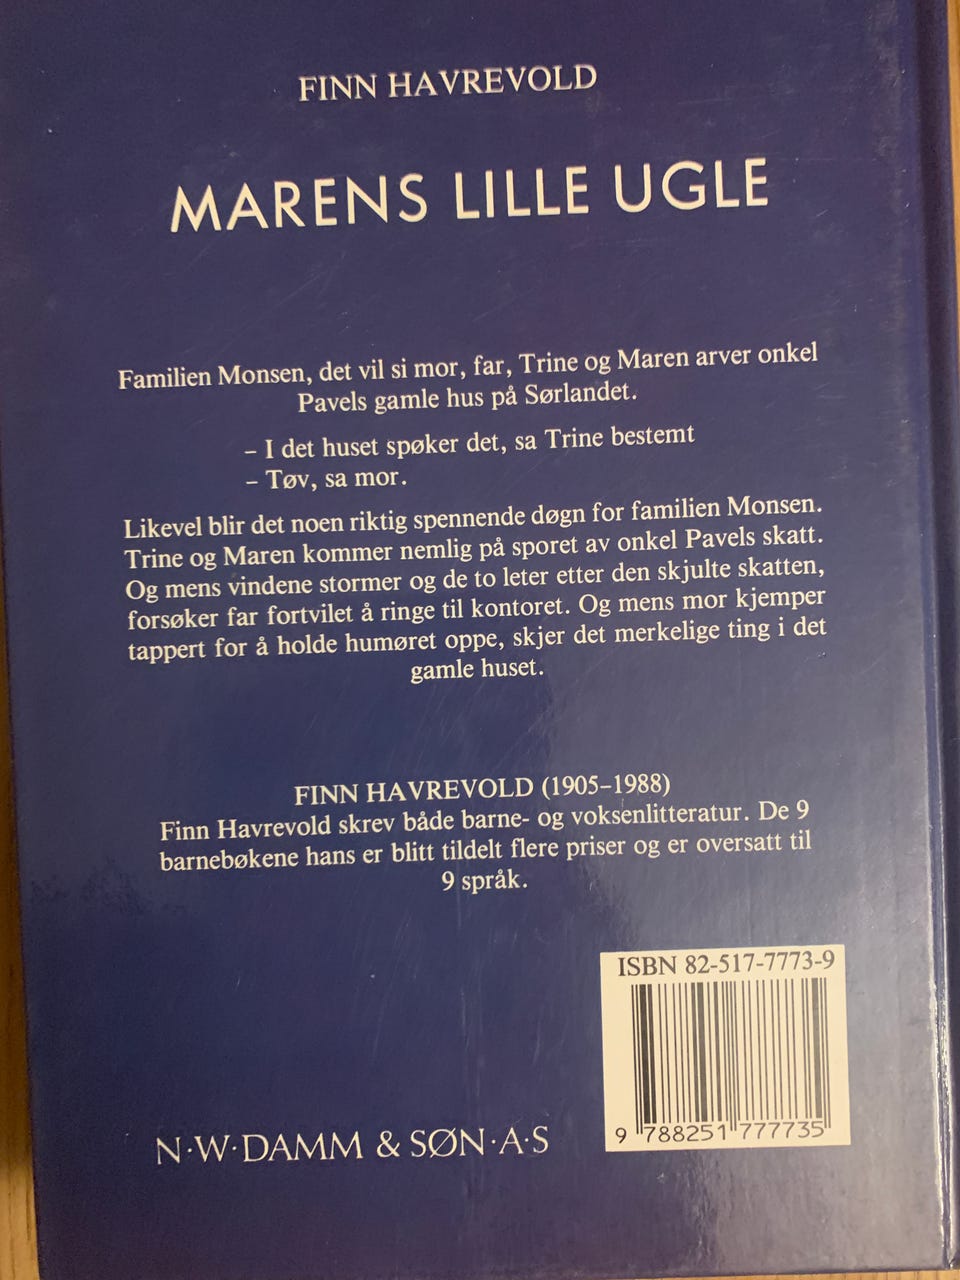 FINN HAVREVOLD
MARENS LILLE UGLE
Familien Monsen, det vil si mor, far, Trine og Maren arver onkel
Pavels gamle hus på Sørlandet.
– I det huset spøker det, sa Trine bestemt
– Tøv, sa mor.
Likevel blir det noen riktig spennende døgn for familien Monsen.
Trine og Maren kommer nemlig på sporet av onkel Pavels skatt.
Og mens vindene stormer og de to leter etter den skjulte skatten,
forsøker far fortvilet å ringe til kontoret. Og mens mor kjemper
tappert for å holde humøret oppe, skjer det merkelige ting i det
gamle huset.
FINN HAVREVOLD (1905–1988)
Finn Havrevold skrev både barne- og voksenlitteratur. De 9
barnebøkene hans er blitt tildelt flere priser og er oversatt til
9 språk.
ISBN 82-517-7773-9
9 788251 777735
N·W·DAMM & SØN·A·S